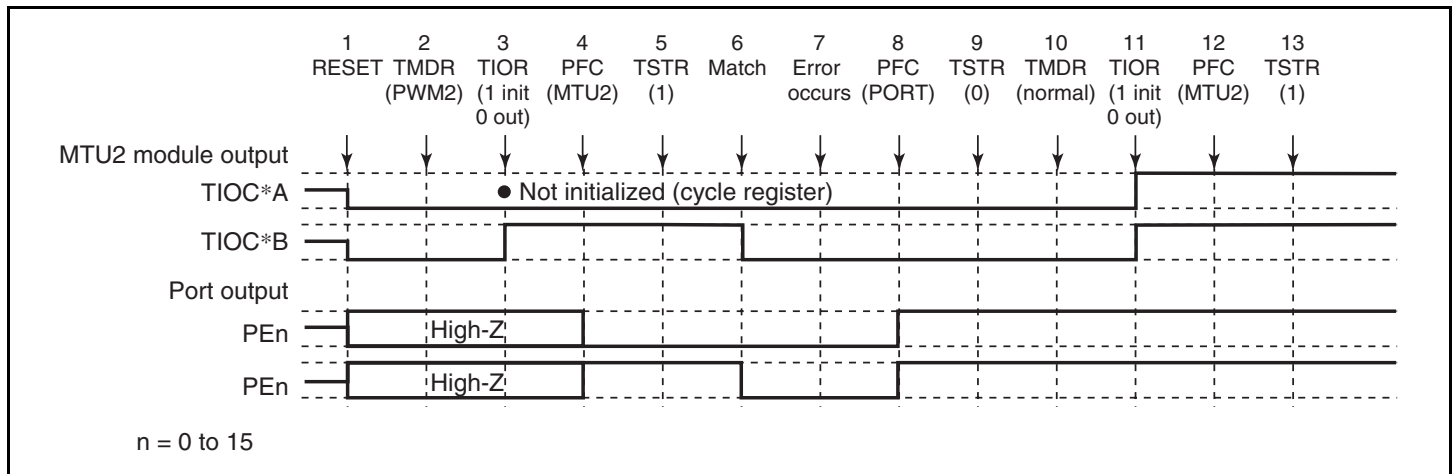 1 2 3 4 5 6 7 8 9 10 11 12 13
RESET TMDR TIOR PFC TSTR Match Error PFC TSTR TMDR TIOR PFC TSTR
(PWM2) (1 init (MTU2) (1) occurs (PORT) (0) (normal) (1 init (MTU2) (1)
0 out) 0 out)
MTU2 module output
TIOC*A ● Not initialized (cycle register)
TIOC*B
Port output
PEn High-Z
PEn High-Z
n = 0 to 15